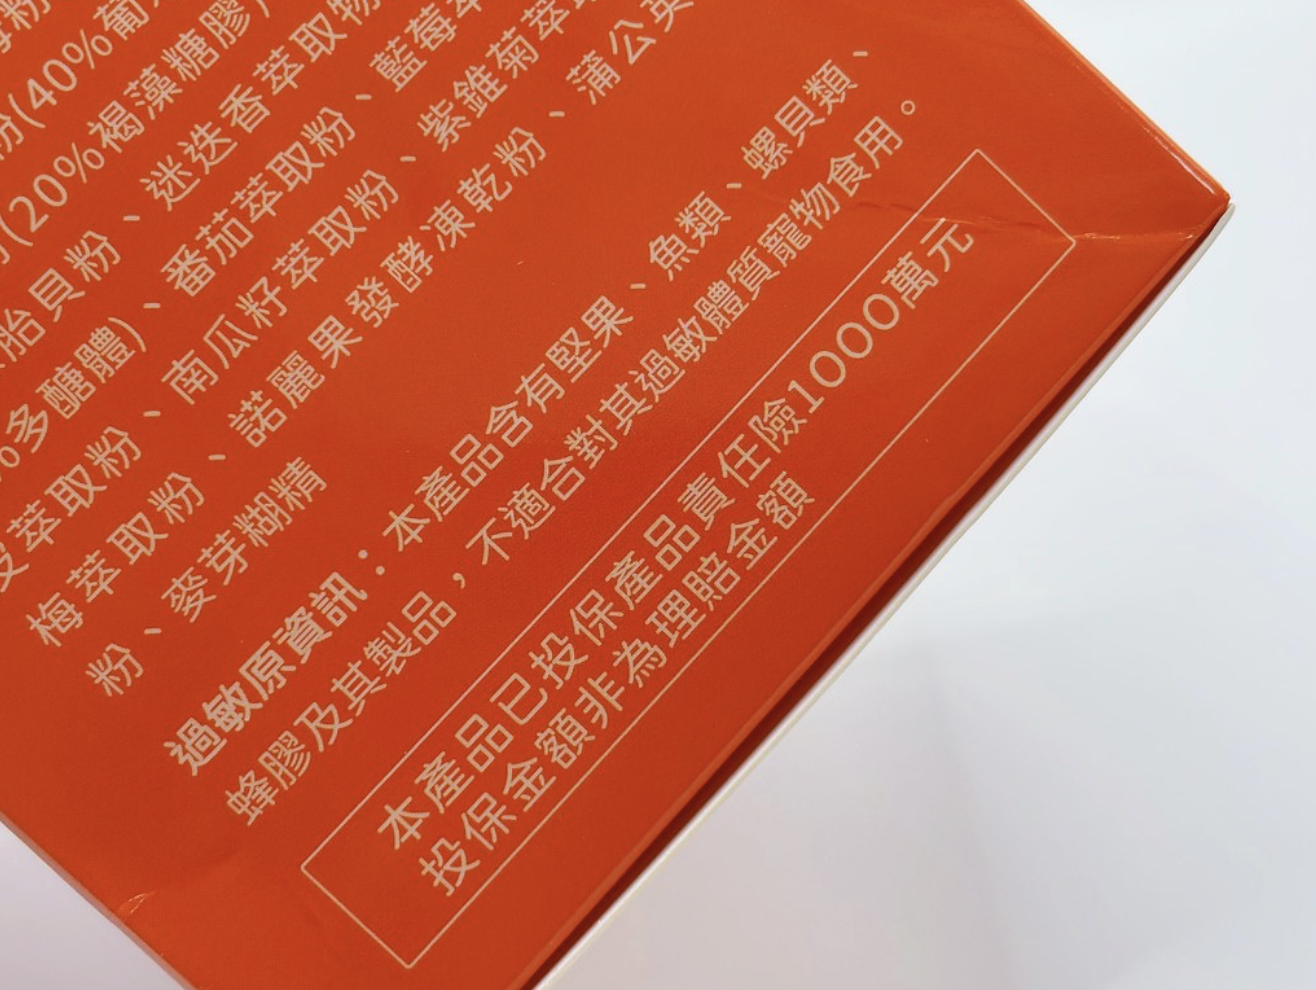 粉(40%葡
(20%褐藻糖膠
胎貝粉、迷迭香萃取物
%多醣體)、番茄萃取粉、藍莓萃
皮萃取粉、南瓜籽萃取粉、紫錐菊萃取
梅萃取粉、諾麗果發酵凍乾粉、蒲公英
粉、麥芽糊精
過敏原資訊：本產品含有堅果、魚類、螺貝類、
蜂膠及其製品，不適合對其過敏體質寵物食用。
本產品已投保產品責任險1000萬元
投保金額非為理賠金額